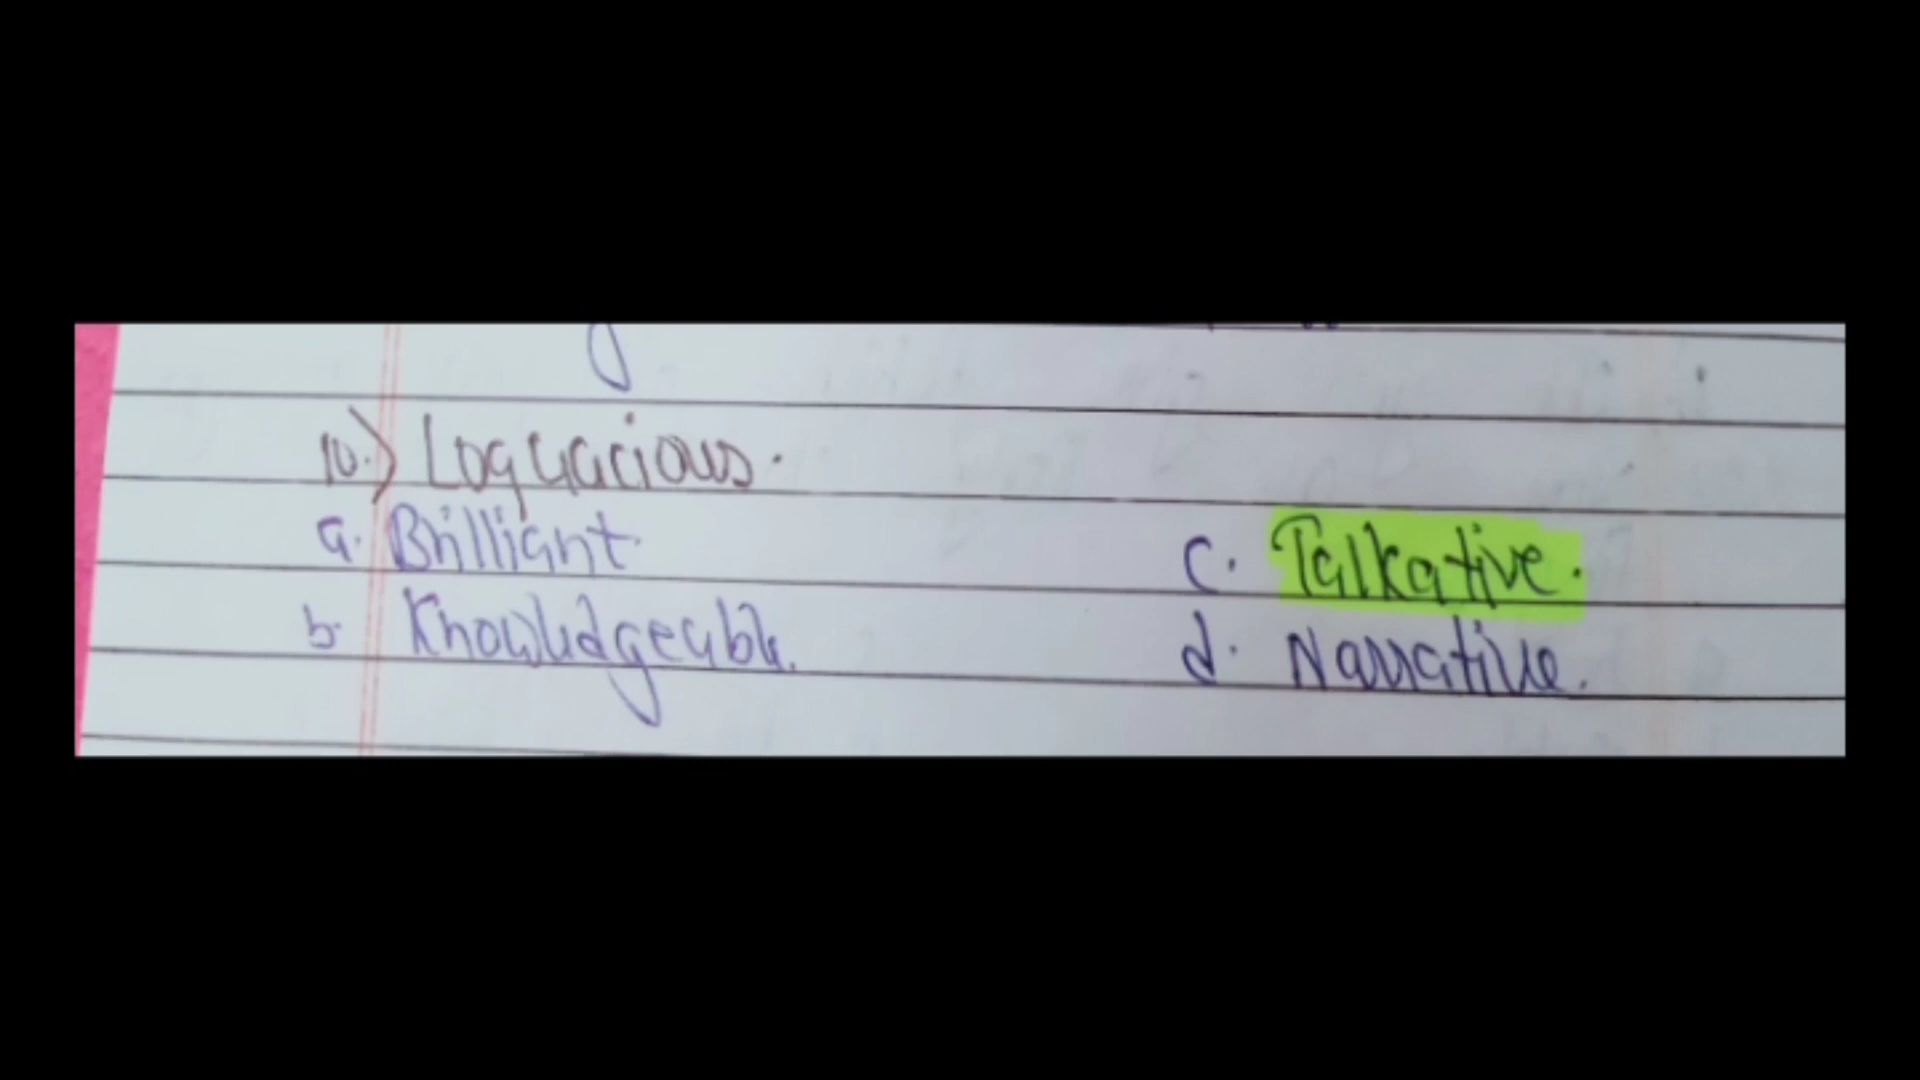 10.) Loquacious.
a. Brilliant.
c. Talkative.
b. Knowledgeable.
d. Narrative.